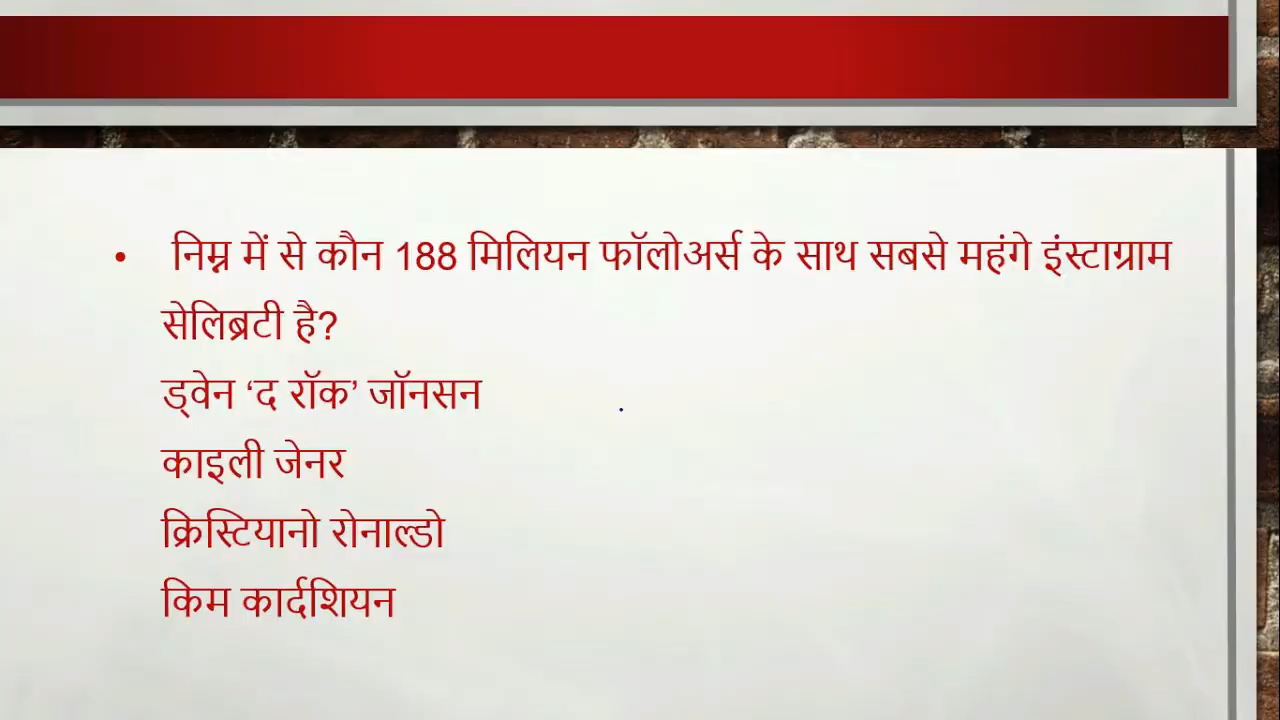 • निम्न में से कौन 188 मिलियन फॉलोअर्स के साथ सबसे महंगे इंस्टाग्राम
सेलिब्रटी है?
ड्वेन ‘द रॉक’ जॉनसन
काइली जेनर
क्रिस्टियानो रोनाल्डो
किम कार्दशियन